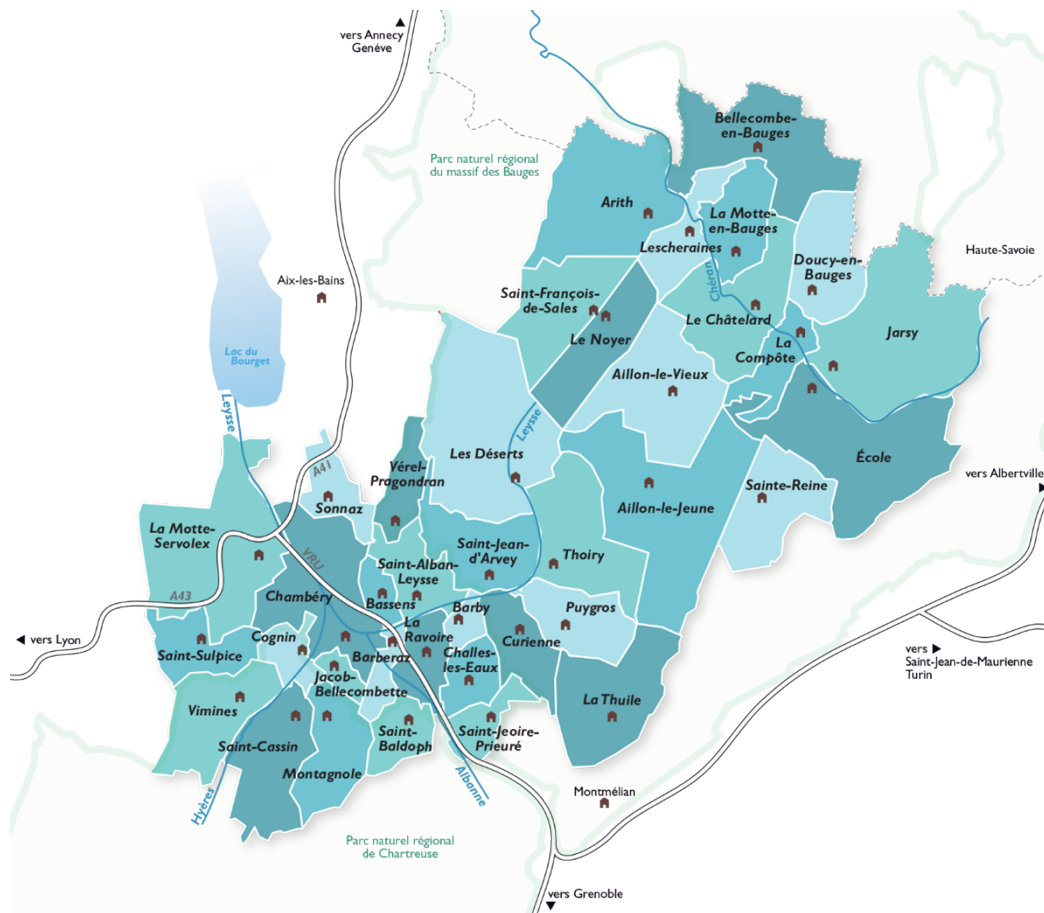 vers Annecy
Genéve
Bellecombe-
en-Bauges
Parc naturel régional
du massif des Bauges
Arith
La Motte-
en-Bauges
Lescheraines
Haute-Savoie
Doucy-en-
Bauges
Chéran
Aix-les-Bains
Saint-François-
de-Sales
Le Châtelard
Jarsy
Le Noyer
La
Compôte
Lac du
Bourget
Aillon-le-Vieux
Leysse
Leysse
Les Déserts
École
Vérel-
Pragondran
A41
vers Albertville
Sonnaz
Sainte-Reine
Aillon-le-Jeune
La Motte-
Servolex
VRU
Saint-Jean-
d'Arvey
Thoiry
Saint-Alban-
Leysse
A43
Chambéry
Bassens
Barby
Puygros
vers Lyon
Cognin
La
Ravoire
Curienne
Saint-Sulpice
Barberaz
Challes-
les-Eaux
vers
Saint-Jean-de-Maurienne
Turin
Jacob-
Bellecombette
Vimines
La Thuile
Saint-Cassin
Saint-
Baldoph
Saint-Jeoire-
Prieuré
Montagnole
Albanne
Hyères
Montmélian
Parc naturel régional
de Chartreuse
vers Grenoble